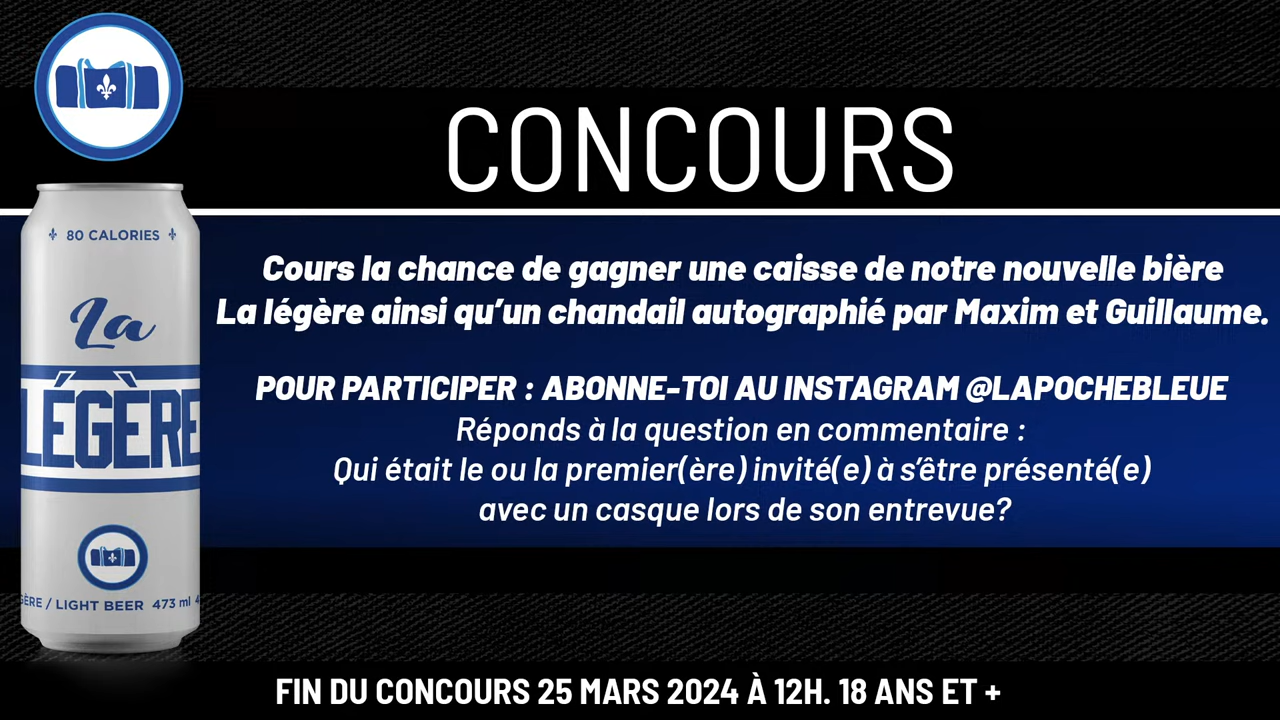 CONCOURS
80 CALORIES
La
LÉGÈRE
LIGHT BEER 473 ml
Cours la chance de gagner une caisse de notre nouvelle bière
La légère ainsi qu'un chandail autographié par Maxim et Guillaume.
POUR PARTICIPER : ABONNE-TOI AU INSTAGRAM @LAPOCHEBLEUE
Réponds à la question en commentaire :
Qui était le ou la premier(ère) invité(e) à s'être présenté(e)
avec un casque lors de son entrevue?
FIN DU CONCOURS 25 MARS 2024 À 12H. 18 ANS ET +